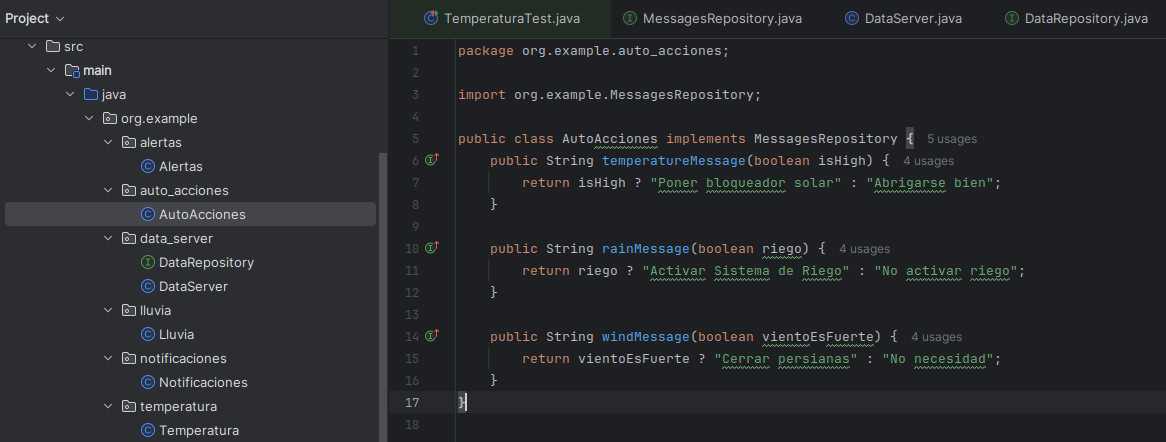 Project
src
main
java
org.example
alertas
Alertas
auto_acciones
AutoAcciones
data_server
DataRepository
DataServer
lluvia
Lluvia
notificaciones
Notificaciones
temperatura
Temperatura
TemperaturaTest.java MessagesRepository.java DataServer.java DataRepository.java
1 package org.example.auto_acciones;
2
3 import org.example.MessagesRepository;
4
5 public class AutoAcciones implements MessagesRepository { 5 usages
6 public String temperatureMessage(boolean isHigh) { 4 usages
7 return isHigh ? "Poner bloqueador solar" : "Abrigarse bien";
8 }
9
10 public String rainMessage(boolean riego) { 4 usages
11 return riego ? "Activar Sistema de Riego" : "No activar riego";
12 }
13
14 public String windMessage(boolean vientoEsFuerte) { 4 usages
15 return vientoEsFuerte ? "Cerrar persianas" : "No necesidad";
16 }
17 }
18